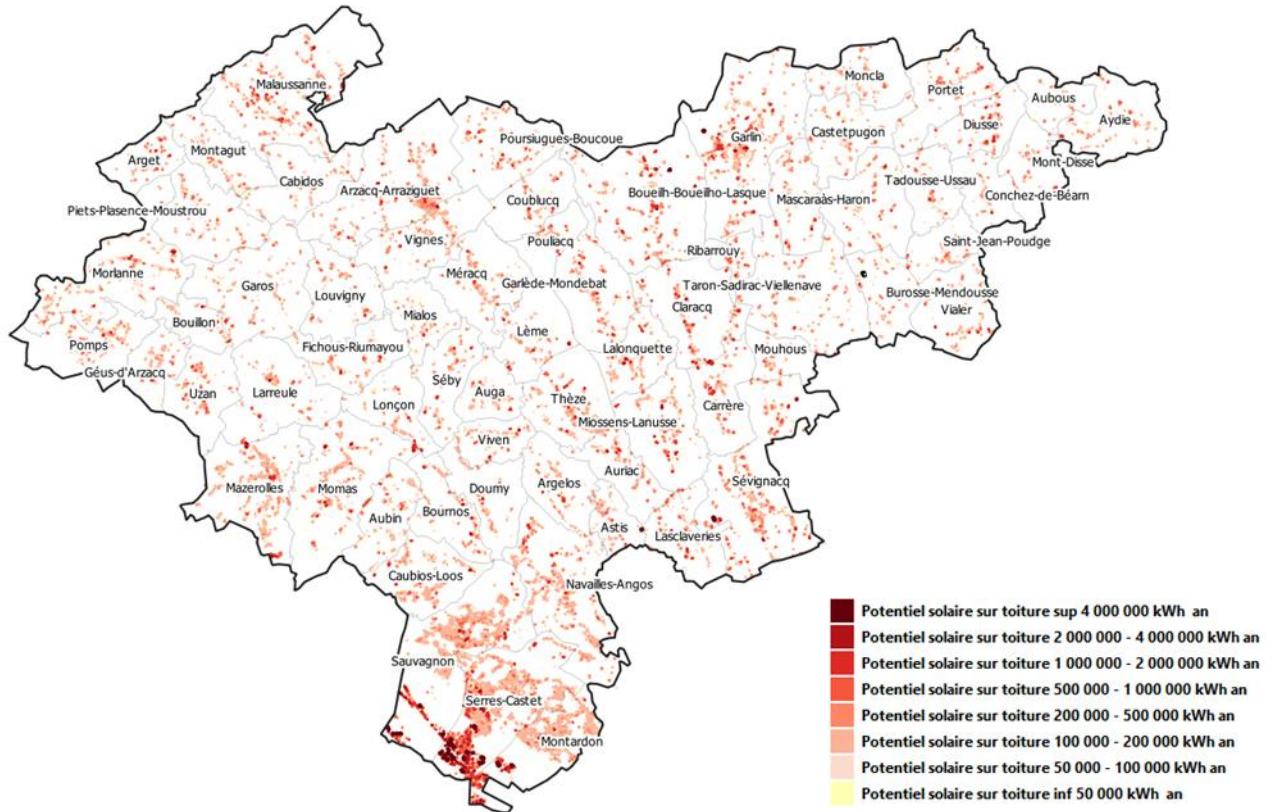 Malaussanne
Moncla
Portet
Aubous
Aydie
Arget
Montagut
Poursiugues-Boucoue
Garlin
Castetpugon
Diusse
Mont-Disse
Cabidos
Arzacq-Arraziguet
Coublucq
Boueilh-Boueilho-Lasque
Mascaraàs-Haron
Tadousse-Ussau
Conchez-de-Béarn
Piets-Plasence-Moustrou
Vignes
Pouliacq
Ribarrouy
Saint-Jean-Poudge
Morlanne
Garos
Louvigny
Méracq
Garlède-Mondebat
Taron-Sadirac-Viellenave
Burosse-Mendousse
Bouillon
Mialos
Claracq
Vialer
Pomps
Fichous-Riumayou
Lème
Lalonquette
Mouhous
Géus-d'Arzacq
Uzan
Larreule
Séby
Auga
Thèze
Lonçon
Carrère
Miossens-Lanusse
Viven
Mazerolles
Momas
Doumy
Argelos
Auriac
Sévignacq
Aubin
Bournos
Astis
Lasclaveries
Caubios-Loos
Navailles-Angos
Sauvagnon
Serres-Castet
Montardon
Potentiel solaire sur toiture sup 4 000 000 kWh an
Potentiel solaire sur toiture 2 000 000 - 4 000 000 kWh an
Potentiel solaire sur toiture 1 000 000 - 2 000 000 kWh an
Potentiel solaire sur toiture 500 000 - 1 000 000 kWh an
Potentiel solaire sur toiture 200 000 - 500 000 kWh an
Potentiel solaire sur toiture 100 000 - 200 000 kWh an
Potentiel solaire sur toiture 50 000 - 100 000 kWh an
Potentiel solaire sur toiture inf 50 000 kWh an